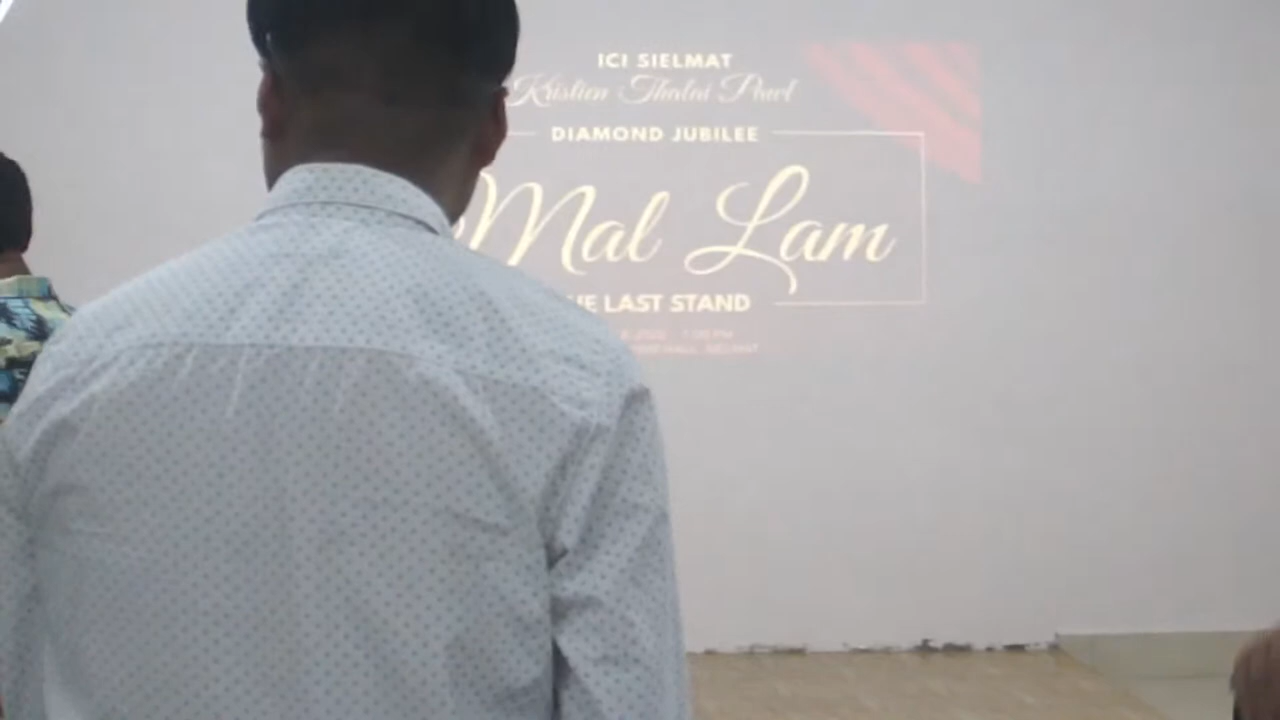 ICI SIELMAT
Kristien Thalai Pawl
DIAMOND JUBILEE
Mal Lam
LAST STAND